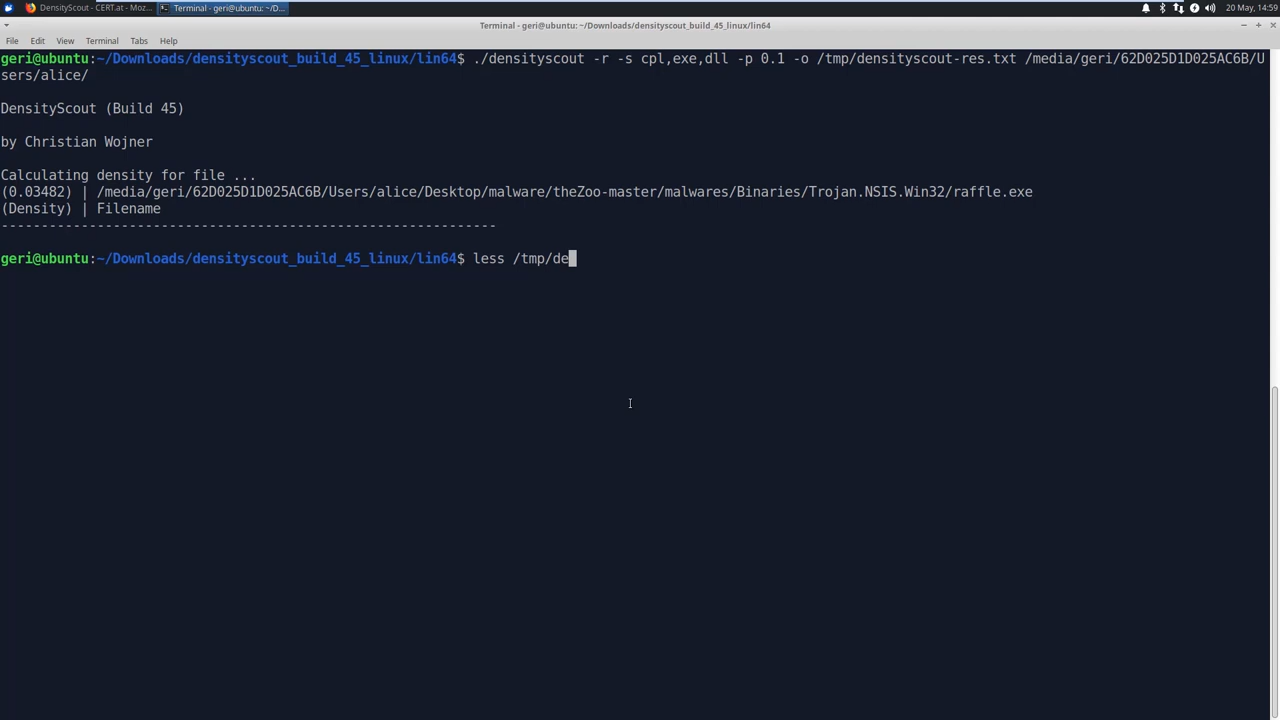 DensityScout - CERT.at - Moz...
Terminal - geri@ubuntu: ~/D...
20 May, 14:59
Terminal - geri@ubuntu: ~/Downloads/densityscout_build_45_linux/lin64
File Edit View Terminal Tabs Help
geri@ubuntu:~/Downloads/densityscout_build_45_linux/lin64$ ./densityscout -r -s cpl,exe,dll -p 0.1 -o /tmp/densityscout-res.txt /media/geri/62D025D1D025AC6B/U
sers/alice/
DensityScout (Build 45)
by Christian Wojner
Calculating density for file ...
(0.03482) | /media/geri/62D025D1D025AC6B/Users/alice/Desktop/malware/theZoo-master/malwares/Binaries/Trojan.NSIS.Win32/raffle.exe
(Density) | Filename
--------------------------------------------------------------
geri@ubuntu:~/Downloads/densityscout_build_45_linux/lin64$ less /tmp/de